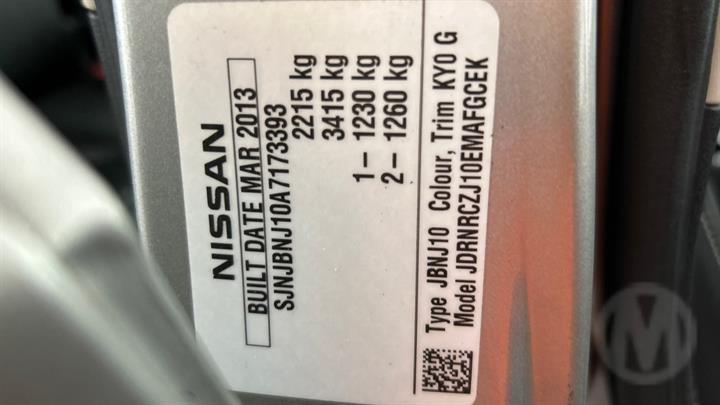 NISSAN
BUILT DATE MAR 2013
SJNJBNJ10A7173393
2215 kg
3415 kg
1- 1230 kg
2- 1260 kg
Type JBNJ10 Colour, Trim KY0 G
Model JDRNRCZJ10EMAFGCEK
M